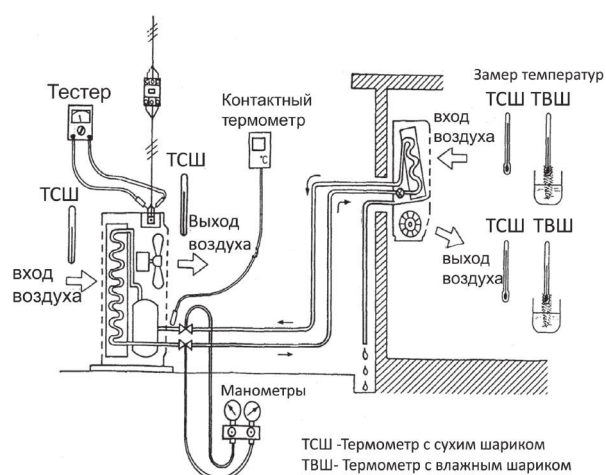 Тестер
Контактный
термометр
°C
ТСШ
ТСШ
вход
воздуха
Выход
воздуха
Замер температур
ТСШ ТВШ
вход
воздуха
ТСШ ТВШ
выход
воздуха
Манометры
ТСШ -Термометр с сухим шариком
ТВШ- Термометр с влажным шариком